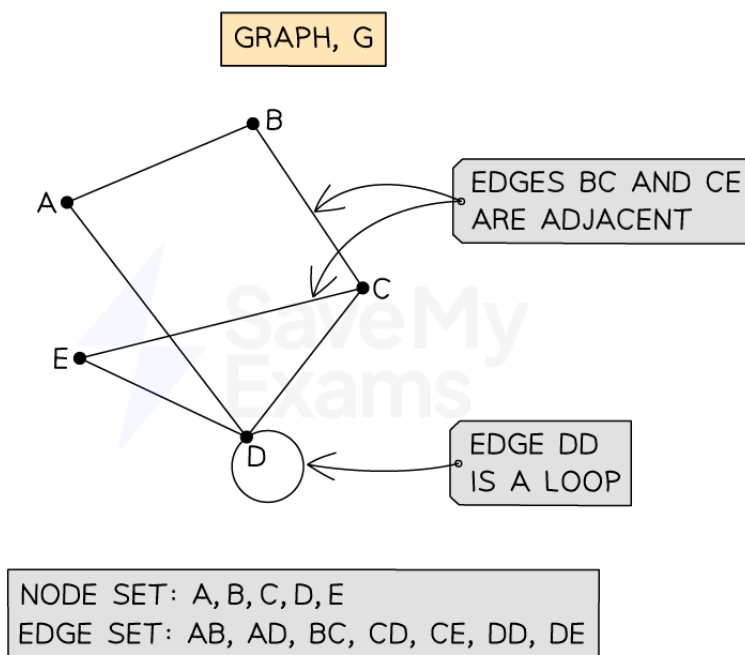 GRAPH, G
B
A
EDGES BC AND CE
ARE ADJACENT
C
SaveMy
Exams
E
D
EDGE DD
IS A LOOP
NODE SET: A, B, C, D, E
EDGE SET: AB, AD, BC, CD, CE, DD, DE